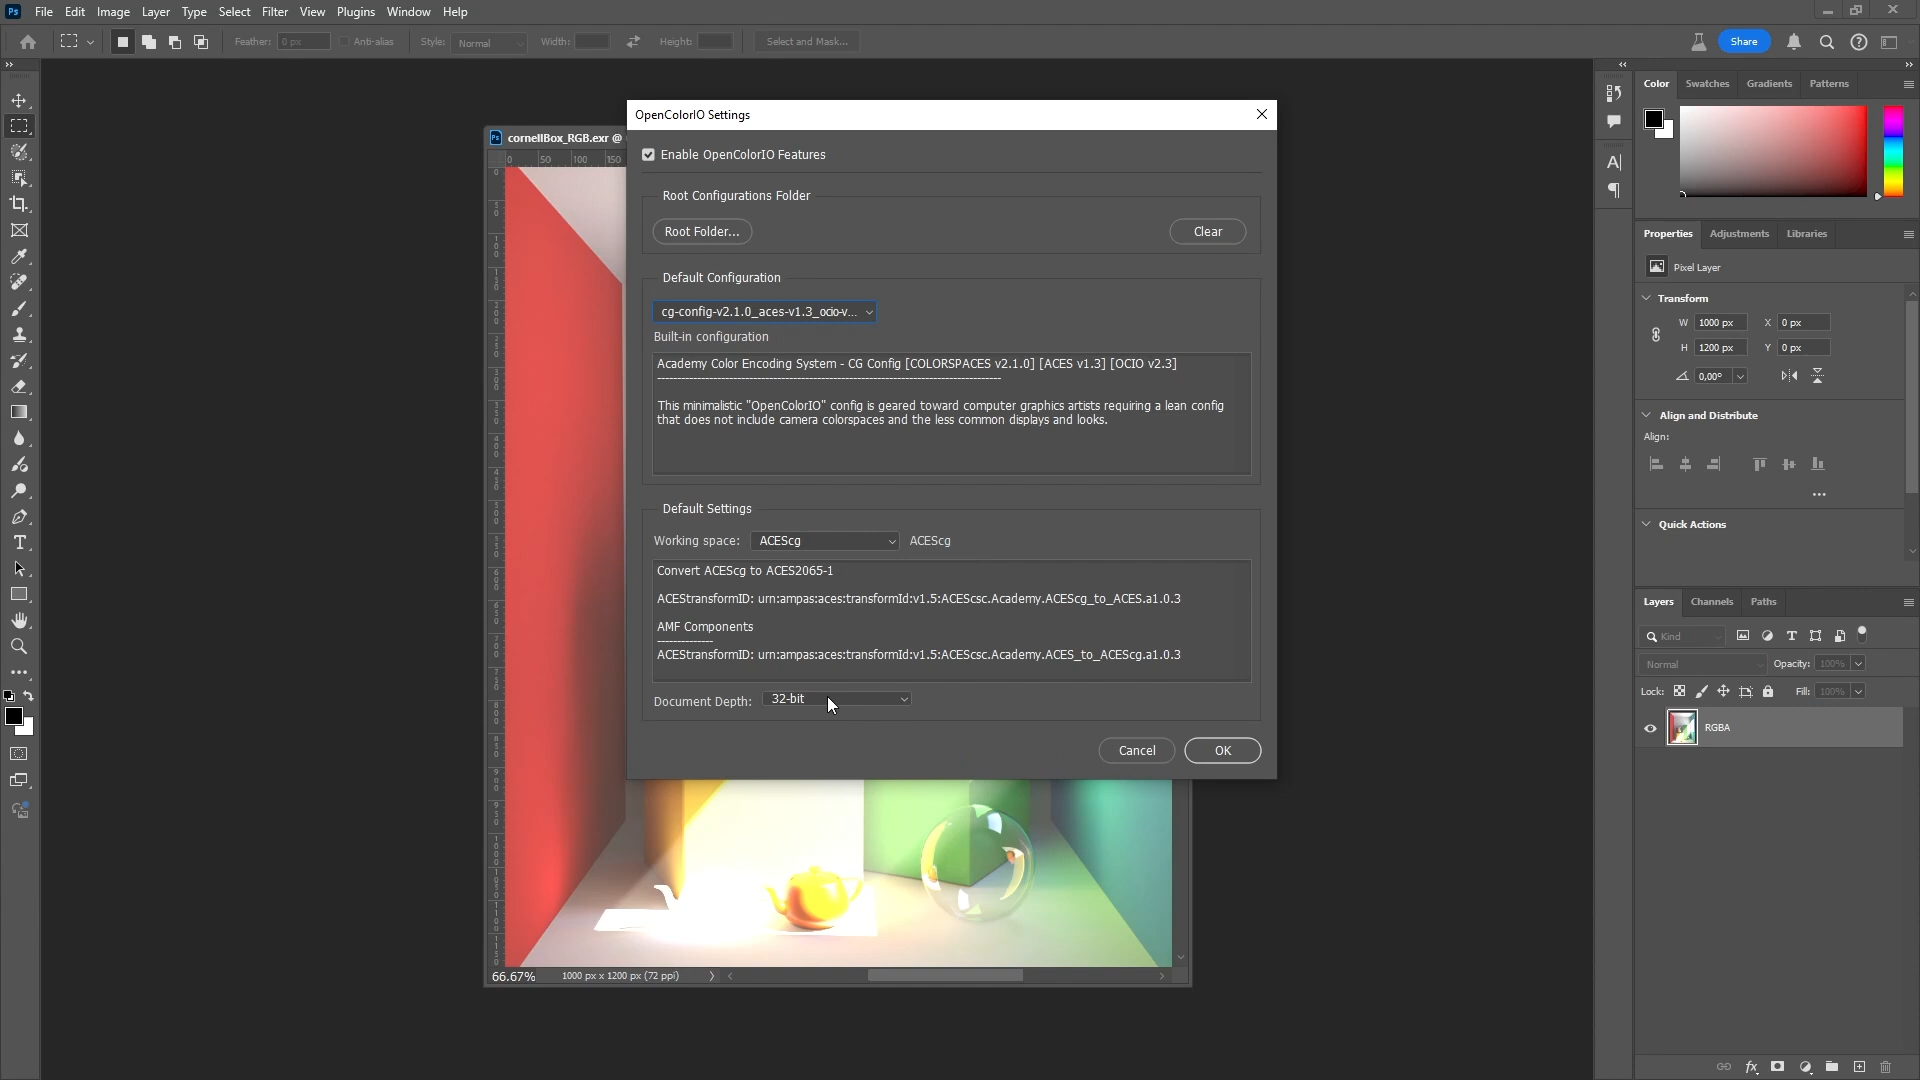 Ps File Edit Image Layer Type Select Filter View Plugins Window Help
Feather: 0 px Anti-alias Style: Normal Width: Height: Select and Mask... Share
Ps cornellBox_RGB.exr @
0 50 100 150
OpenColorIO Settings
Enable OpenColorIO Features
Root Configurations Folder
Root Folder... Clear
Default Configuration
cg-config-v2.1.0_aces-v1.3_ocio-v...
Built-in configuration
Academy Color Encoding System - CG Config [COLORSPACES v2.1.0] [ACES v1.3] [OCIO v2.3]
--------------------------------------------------------------------------------------
This minimalistic "OpenColorIO" config is geared toward computer graphics artists requiring a lean config
that does not include camera colorspaces and the less common displays and looks.
Default Settings
Working space: ACEScg ACEScg
Convert ACEScg to ACES2065-1
ACEStransformID: urn:ampas:aces:transformId:v1.5:ACEScsc.Academy.ACEScg_to_ACES.a1.0.3
AMF Components
--------------
ACEStransformID: urn:ampas:aces:transformId:v1.5:ACEScsc.Academy.ACES_to_ACEScg.a1.0.3
Document Depth: 32-bit
Cancel OK
66.67% 1000 px x 1200 px (72 ppi)
Color Swatches Gradients Patterns
Properties Adjustments Libraries
Pixel Layer
Transform
W 1000 px X 0 px
H 1200 px Y 0 px
0,00°
Align and Distribute
Align:
Quick Actions
Layers Channels Paths
Kind
Normal Opacity: 100%
Lock: Fill: 100%
RGBA